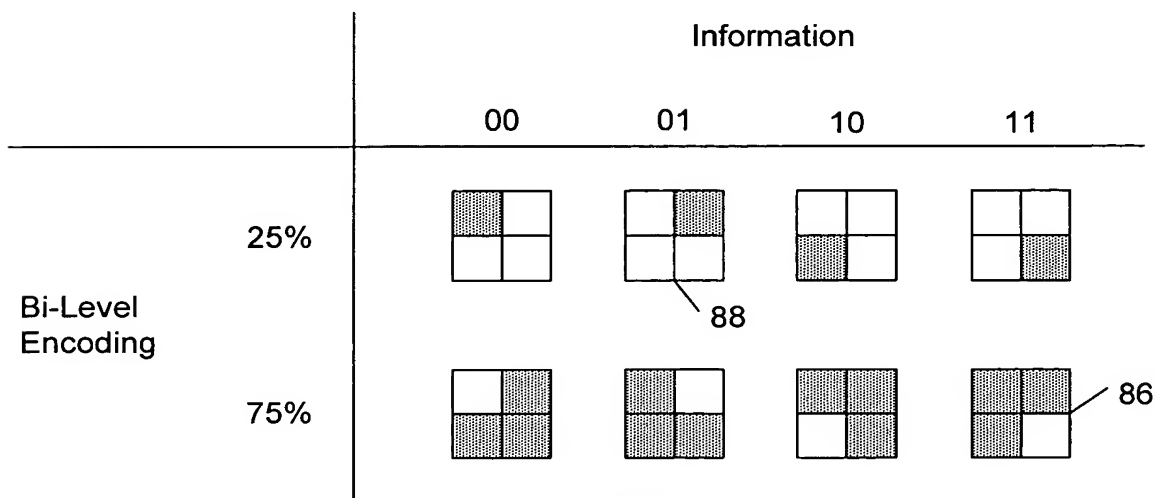 Information
00 01 10 11
25%
88
Bi-Level
Encoding
75%
86